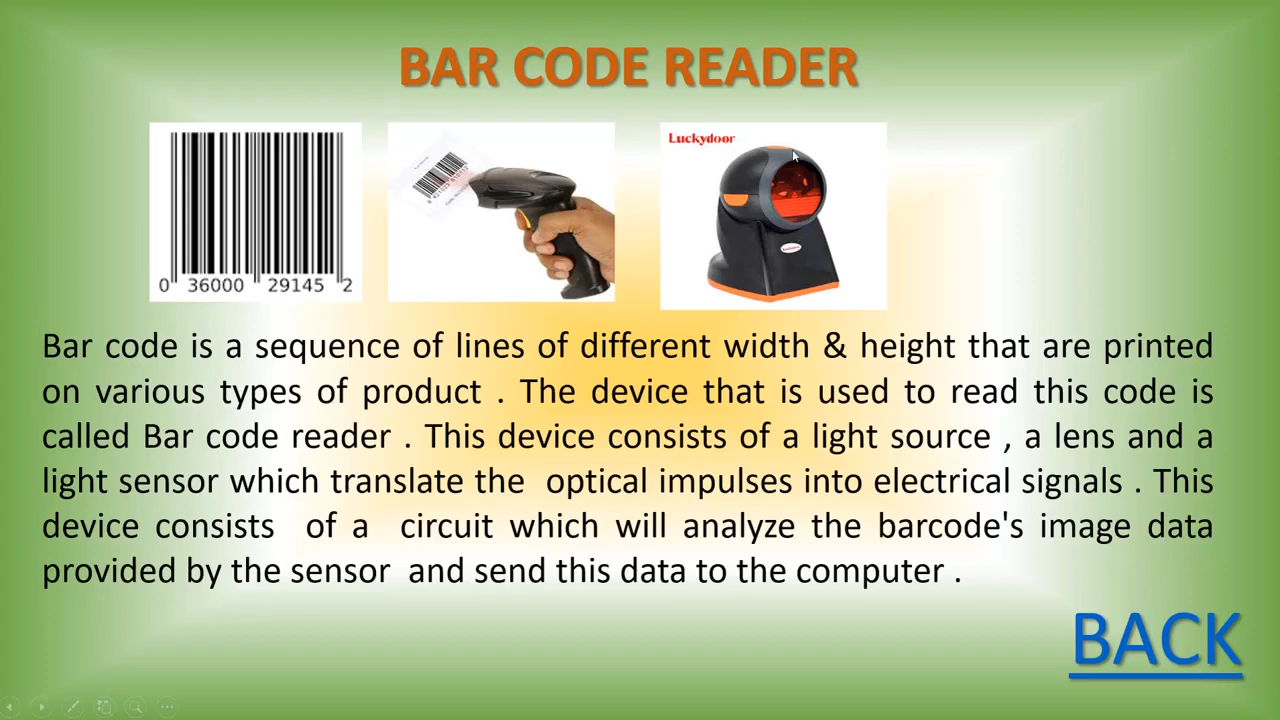 BAR CODE READER
Luckydoor
0 36000 29145 2
Bar code is a sequence of lines of different width & height that are printed
on various types of product . The device that is used to read this code is
called Bar code reader . This device consists of a light source , a lens and a
light sensor which translate the optical impulses into electrical signals . This
device consists of a circuit which will analyze the barcode's image data
provided by the sensor and send this data to the computer .
BACK